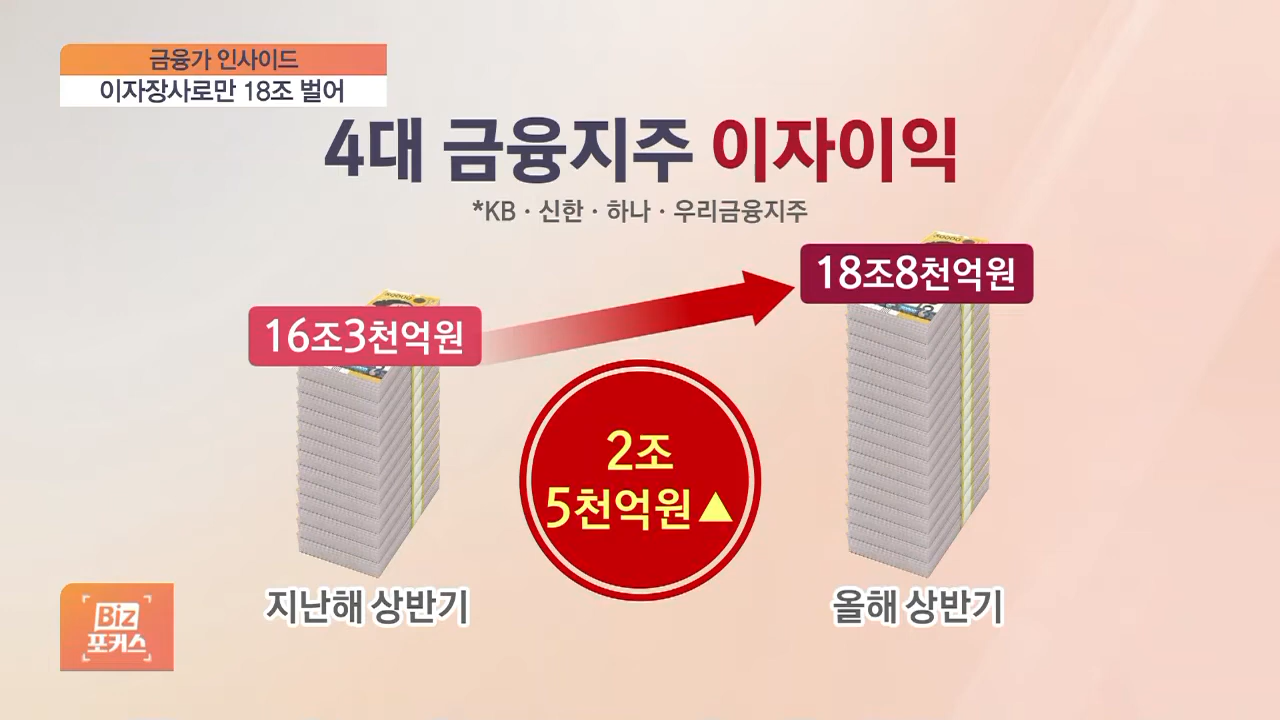 금융가 인사이드
이자장사로만 18조 벌어
4대 금융지주 이자이익
*KB · 신한 · 하나 · 우리금융지주
16조3천억원
18조8천억원
2조
5천억원▲
지난해 상반기
올해 상반기
Biz
포커스